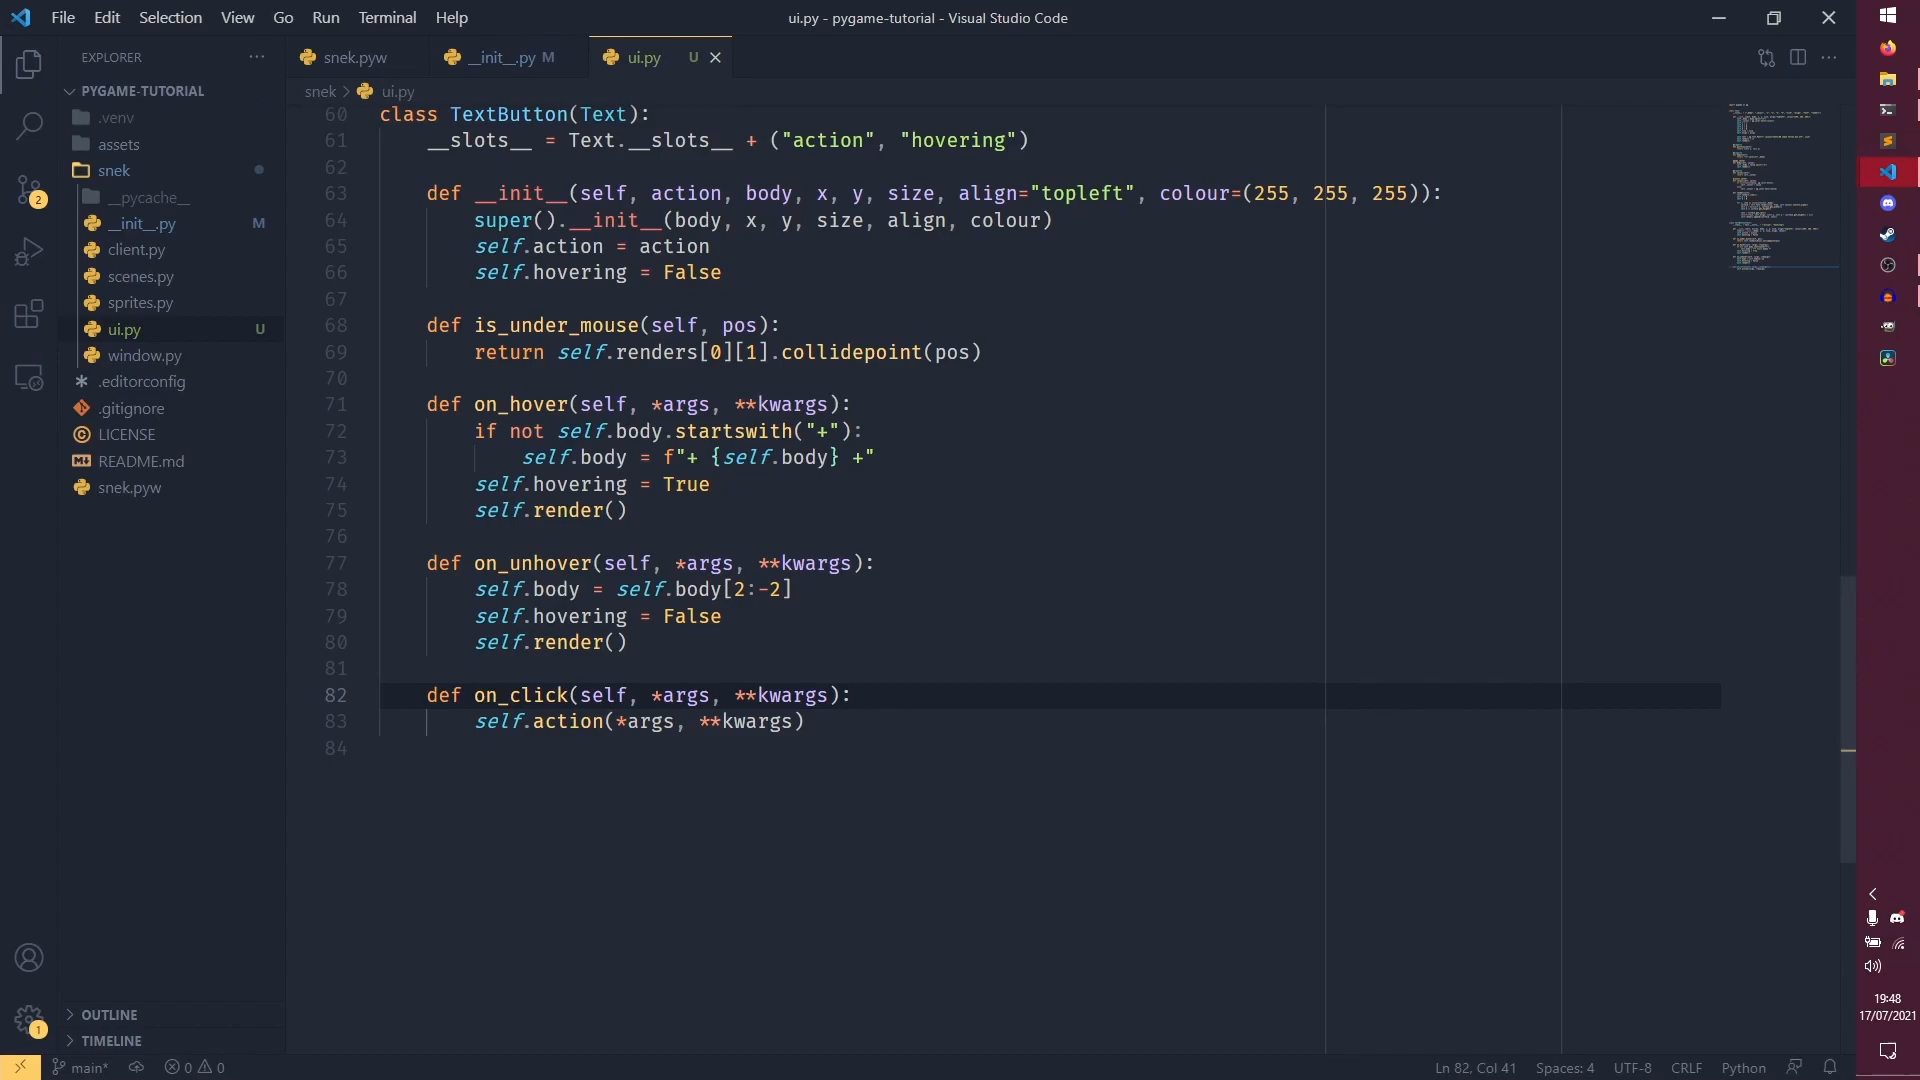 File Edit Selection View Go Run Terminal Help
ui.py - pygame-tutorial - Visual Studio Code
EXPLORER
PYGAME-TUTORIAL
.venv
assets
snek
__pycache__
__init__.py M
client.py
scenes.py
sprites.py
ui.py U
window.py
.editorconfig
.gitignore
LICENSE
README.md
snek.pyw
OUTLINE
TIMELINE
snek.pyw
__init__.py M
ui.py U
snek > ui.py
60 class TextButton(Text):
61 __slots__ = Text.__slots__ + ("action", "hovering")
62
63 def __init__(self, action, body, x, y, size, align="topleft", colour=(255, 255, 255)):
64 super().__init__(body, x, y, size, align, colour)
65 self.action = action
66 self.hovering = False
67
68 def is_under_mouse(self, pos):
69 return self.renders[0][1].collidepoint(pos)
70
71 def on_hover(self, *args, **kwargs):
72 if not self.body.startswith("+"):
73 self.body = f"+ {self.body} +"
74 self.hovering = True
75 self.render()
76
77 def on_unhover(self, *args, **kwargs):
78 self.body = self.body[2:-2]
79 self.hovering = False
80 self.render()
81
82 def on_click(self, *args, **kwargs):
83 self.action(*args, **kwargs)
84
2
1
main* 0 0
Ln 82, Col 41 Spaces: 4 UTF-8 CRLF Python
19:48
17/07/2021